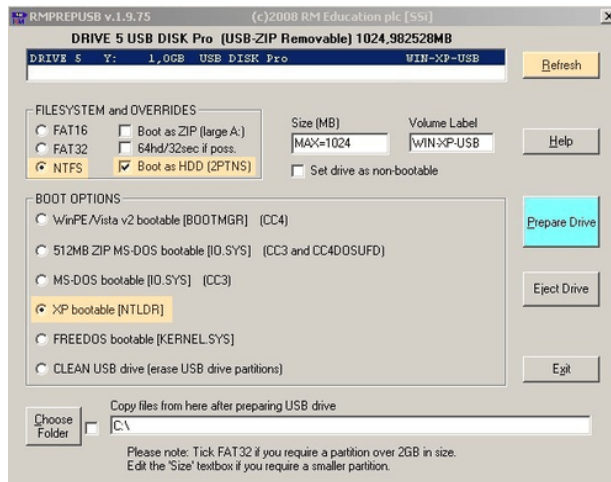 RMPREPUSB v.1.9.75 (c)2008 RM Education plc [SSi]
DRIVE 5 USB DISK Pro (USB-ZIP Removable) 1024,982528MB
DRIVE 5 Y: 1,0GB USB DISK Pro WIN-XP-USB
Refresh
FILESYSTEM and OVERRIDES
FAT16 Boot as ZIP (large A:)
FAT32 64hd/32sec if poss.
NTFS Boot as HDD (2PTNS)
Size (MB) Volume Label
MAX=1024 WIN-XP-USB
Set drive as non-bootable
Help
BOOT OPTIONS
WinPE/Vista v2 bootable [BOOTMGR] (CC4)
512MB ZIP MS-DOS bootable [IO.SYS] (CC3 and CC4DOSUFD)
MS-DOS bootable [IO.SYS] (CC3)
XP bootable [NTLDR]
FREEDOS bootable [KERNEL.SYS]
CLEAN USB drive (erase USB drive partitions)
Prepare Drive
Eject Drive
Exit
Choose
Folder
Copy files from here after preparing USB drive
C:\
Please note: Tick FAT32 if you require a partition over 2GB in size.
Edit the 'Size' textbox if you require a smaller partition.